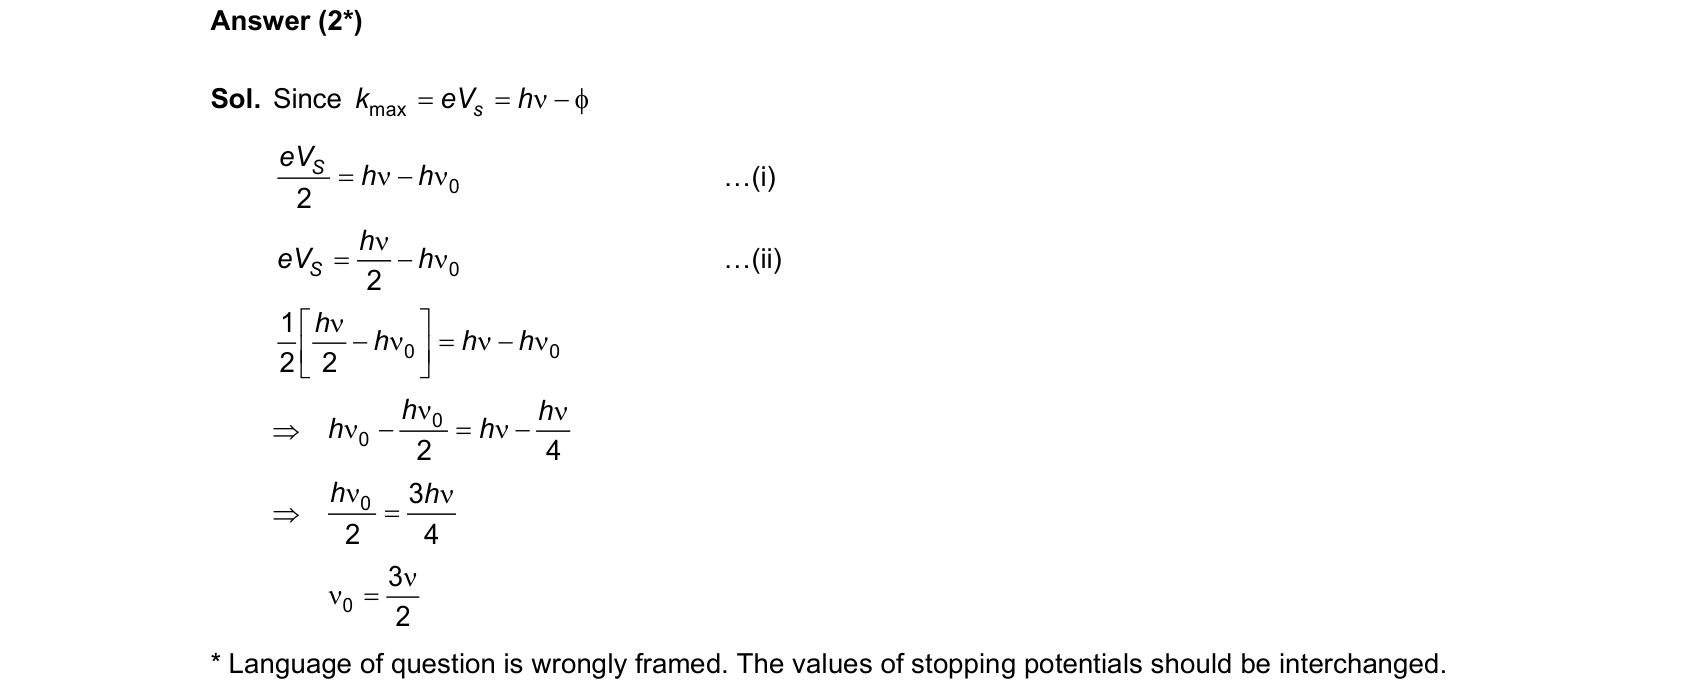 Answer (2*)
Sol. Since k_max = eV_s = hν – ϕ
eV_S/2 = hν – hν_0 …(i)
eV_S = hν/2 – hν_0 …(ii)
1/2[hν/2 – hν_0] = hν – hν_0
⇒ hν_0 – hν_0/2 = hν – hν/4
⇒ hν_0/2 = 3hν/4
ν_0 = 3ν/2
* Language of question is wrongly framed. The values of stopping potentials should be interchanged.